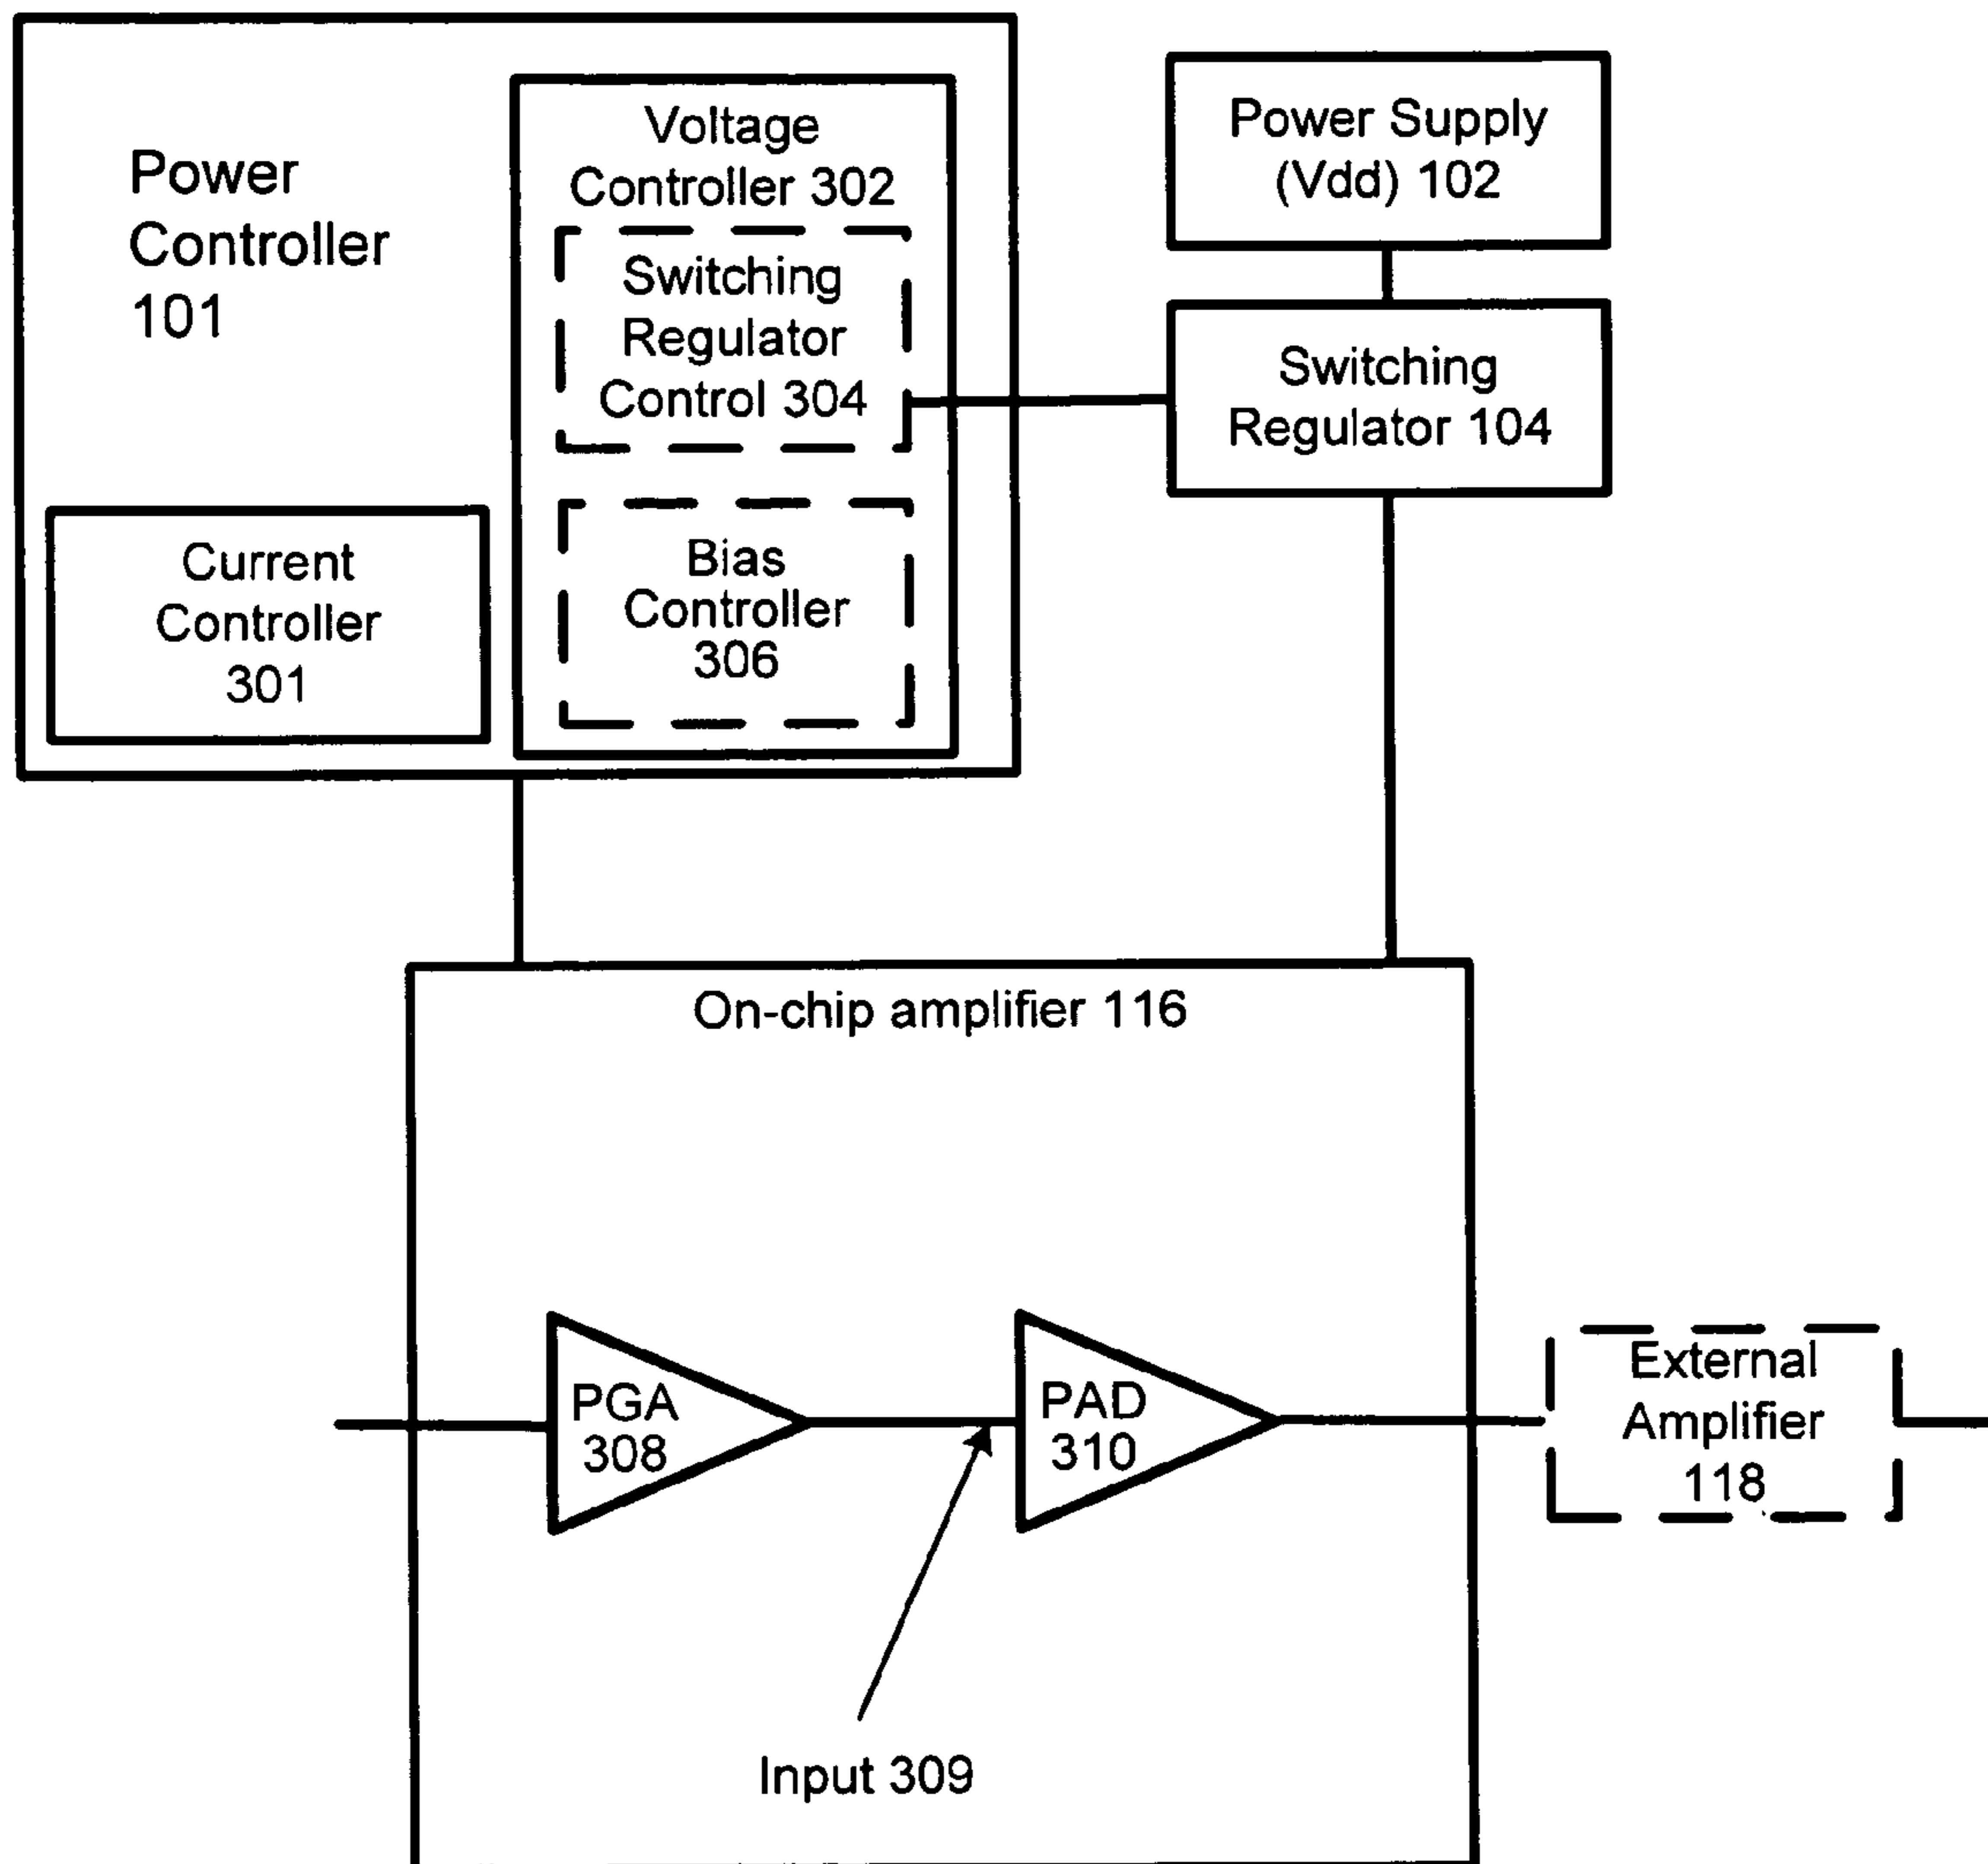 Power
Controller
101
Voltage
Controller 302
Switching
Regulator
Control 304
Bias
Controller
306
Current
Controller
301
Power Supply
(Vdd) 102
Switching
Regulator 104
On-chip amplifier 116
PGA
308
PAD
310
External
Amplifier
118
Input 309